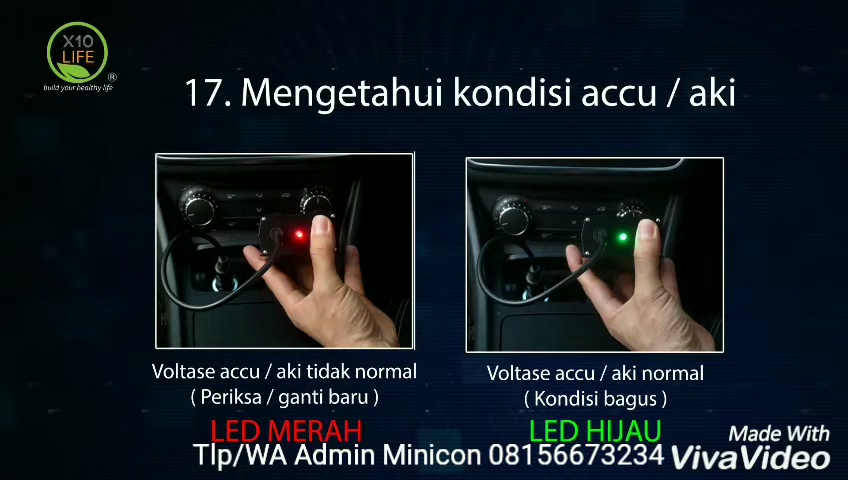 X10
LIFE
®
build your healthy life
17. Mengetahui kondisi accu / aki
Voltase accu / aki tidak normal
( Periksa / ganti baru )
LED MERAH
Voltase accu / aki normal
( Kondisi bagus )
LED HIJAU
Tlp/WA Admin Minicon 08156673234
Made With
VivaVideo